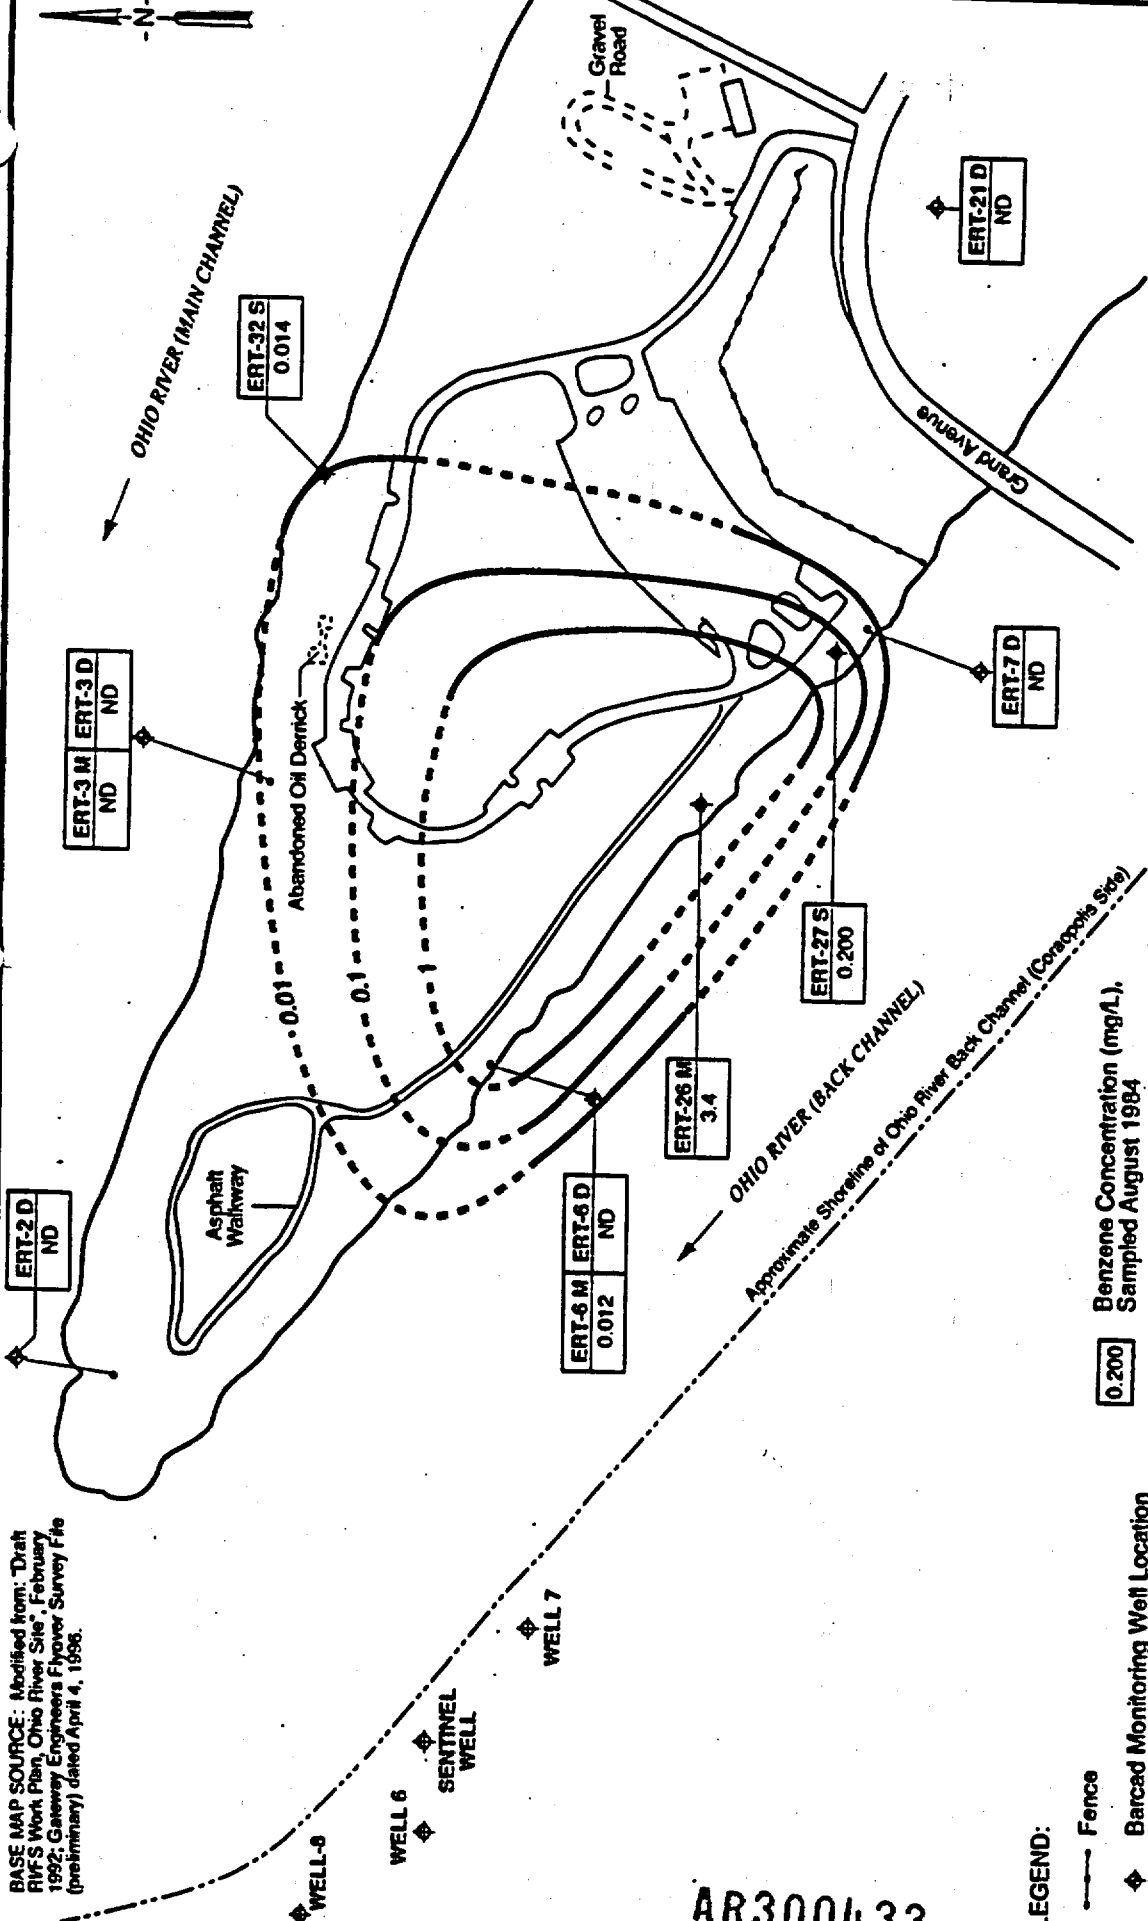 BASE MAP SOURCE: Modified from: "Draft
RI/FS Work Plan, Ohio River Site", February
1992; Gateway Engineers Flyover Survey File
(preliminary) dated April 4, 1996.
-N-
ERT-2 D
ND
ERT-3 M ERT-3 D
ND ND
OHIO RIVER (MAIN CHANNEL)
ERT-32 S
0.014
Gravel
Road
Asphalt
Walkway
Abandoned Oil Derrick
0.01
0.1
1
ERT-6 M ERT-6 D
0.012 ND
ERT-26 M
3.4
ERT-27 S
0.200
ERT-7 D
ND
ERT-21 D
ND
Grand Avenue
OHIO RIVER (BACK CHANNEL)
Approximate Shoreline of Ohio River Back Channel (Coraopolis Side)
WELL-8
WELL 6
SENTINEL
WELL
WELL 7
AR300433
EGEND:
Fence
Barcad Monitoring Well Location
0.200 Benzene Concentration (mg/L),
Sampled August 1984